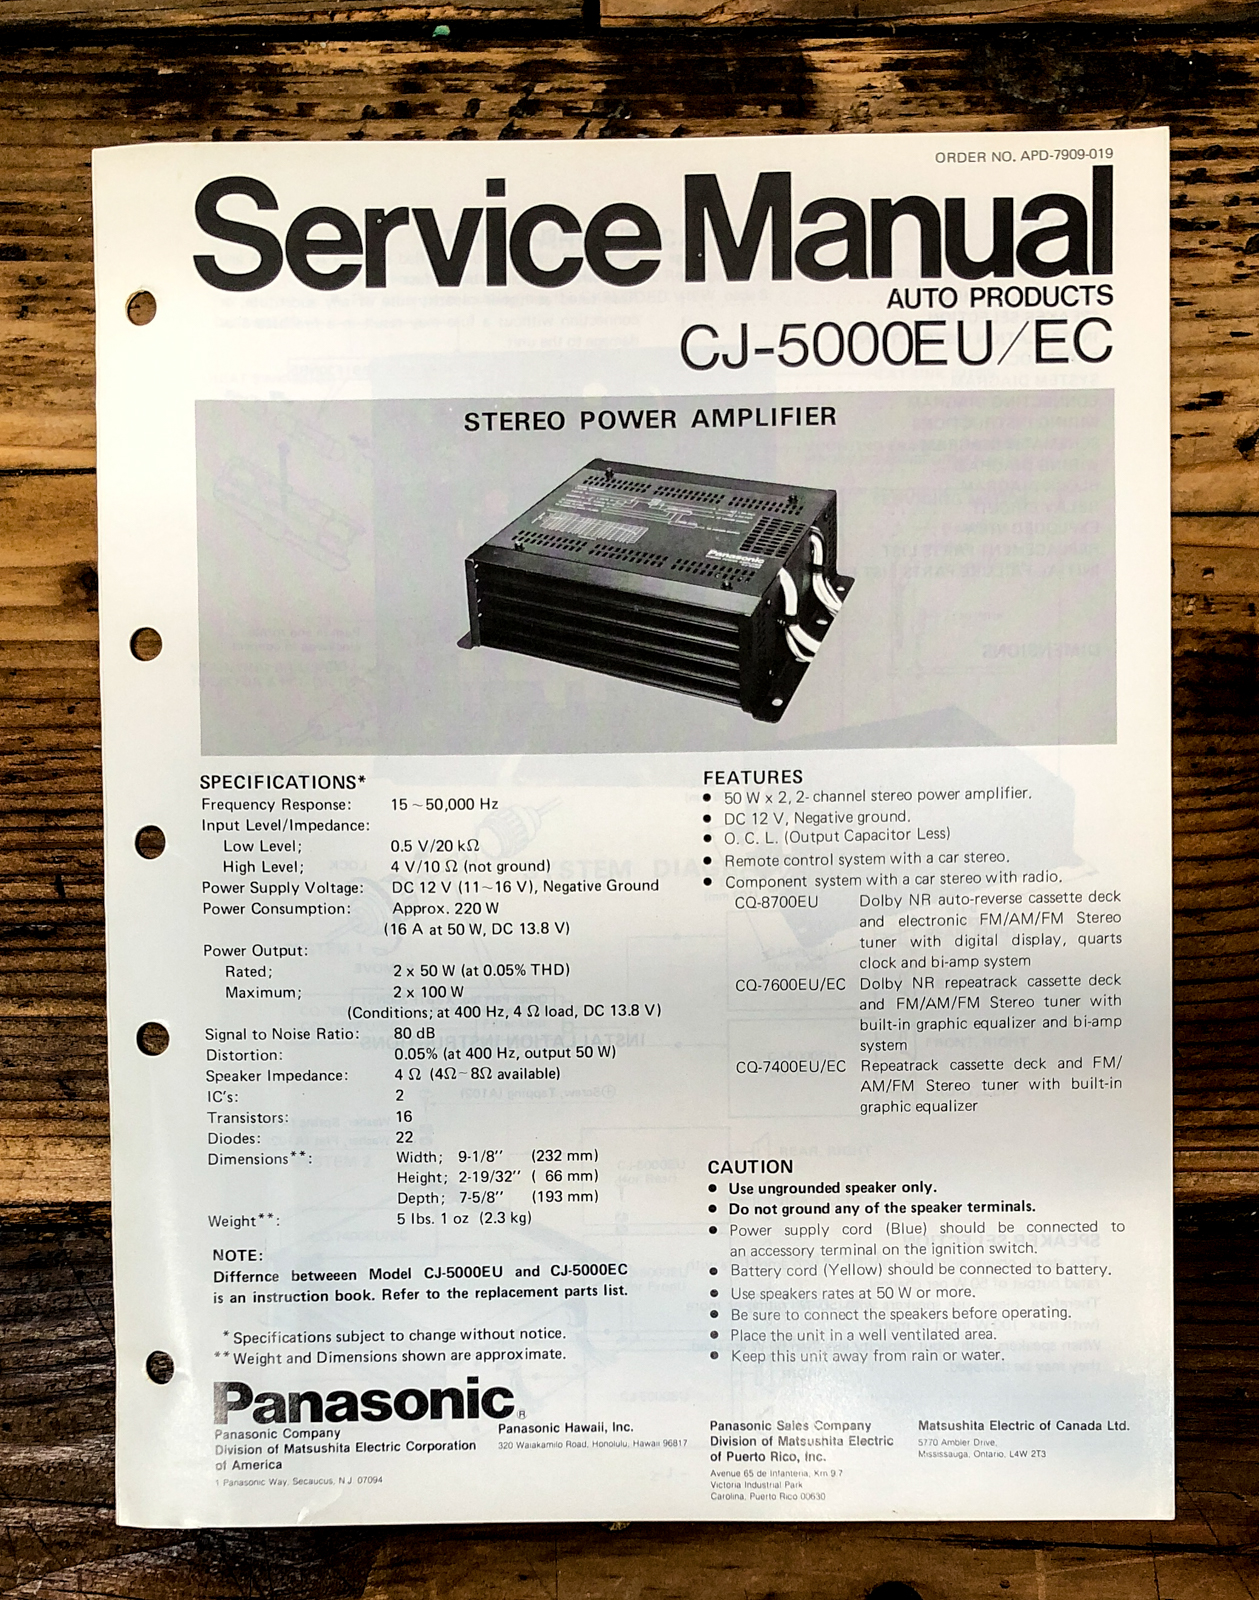 ORDER NO. APD-7909-019
Service Manual
AUTO PRODUCTS
CJ-5000EU/EC
STEREO POWER AMPLIFIER
Panasonic
SPECIFICATIONS*
Frequency Response: 15~50,000 Hz
Input Level/Impedance:
Low Level; 0.5 V/20 kΩ
High Level; 4 V/10 Ω (not ground)
Power Supply Voltage: DC 12 V (11~16 V), Negative Ground
Power Consumption: Approx. 220 W
(16 A at 50 W, DC 13.8 V)
Power Output:
Rated; 2 x 50 W (at 0.05% THD)
Maximum; 2 x 100 W
(Conditions; at 400 Hz, 4 Ω load, DC 13.8 V)
Signal to Noise Ratio: 80 dB
Distortion: 0.05% (at 400 Hz, output 50 W)
Speaker Impedance: 4 Ω (4Ω~8Ω available)
IC's: 2
Transistors: 16
Diodes: 22
Dimensions**: Width; 9-1/8'' (232 mm)
Height; 2-19/32'' ( 66 mm)
Depth; 7-5/8'' (193 mm)
Weight**: 5 lbs. 1 oz (2.3 kg)
NOTE:
Differnce betweeen Model CJ-5000EU and CJ-5000EC
is an instruction book. Refer to the replacement parts list.
* Specifications subject to change without notice.
** Weight and Dimensions shown are approximate.
FEATURES
● 50 W x 2, 2-channel stereo power amplifier.
● DC 12 V, Negative ground.
● O. C. L. (Output Capacitor Less)
● Remote control system with a car stereo.
● Component system with a car stereo with radio.
CQ-8700EU Dolby NR auto-reverse cassette deck
and electronic FM/AM/FM Stereo
tuner with digital display, quarts
clock and bi-amp system
CQ-7600EU/EC Dolby NR repeatrack cassette deck
and FM/AM/FM Stereo tuner with
built-in graphic equalizer and bi-amp
system
CQ-7400EU/EC Repeatrack cassette deck and FM/
AM/FM Stereo tuner with built-in
graphic equalizer
CAUTION
● Use ungrounded speaker only.
● Do not ground any of the speaker terminals.
● Power supply cord (Blue) should be connected to
an accessory terminal on the ignition switch.
● Battery cord (Yellow) should be connected to battery.
● Use speakers rates at 50 W or more.
● Be sure to connect the speakers before operating.
● Place the unit in a well ventilated area.
● Keep this unit away from rain or water.
Panasonic®
Panasonic Company
Division of Matsushita Electric Corporation
of America
1 Panasonic Way, Secaucus, N.J. 07094
Panasonic Hawaii, Inc.
320 Waiakamilo Road, Honolulu, Hawaii 96817
Panasonic Sales Company
Division of Matsushita Electric
of Puerto Rico, Inc.
Avenue 65 de Infanteria, Km 9.7
Victoria Industrial Park
Carolina, Puerto Rico 00630
Matsushita Electric of Canada Ltd.
5770 Ambler Drive,
Mississauga, Ontario, L4W 2T3